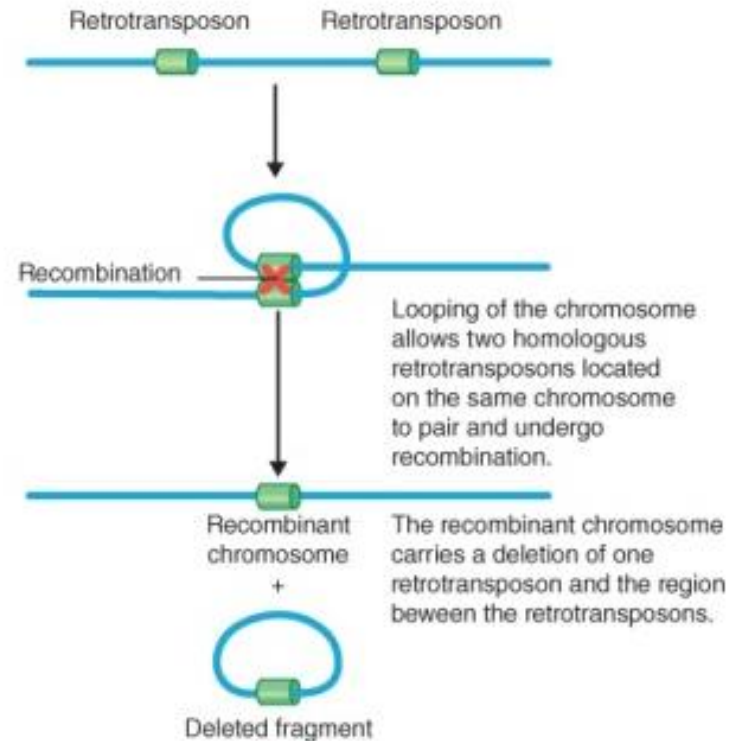 Retrotransposon Retrotransposon
Recombination
Looping of the chromosome
allows two homologous
retrotransposons located
on the same chromosome
to pair and undergo
recombination.
Recombinant
chromosome
+
The recombinant chromosome
carries a deletion of one
retrotransposon and the region
beween the retrotransposons.
Deleted fragment